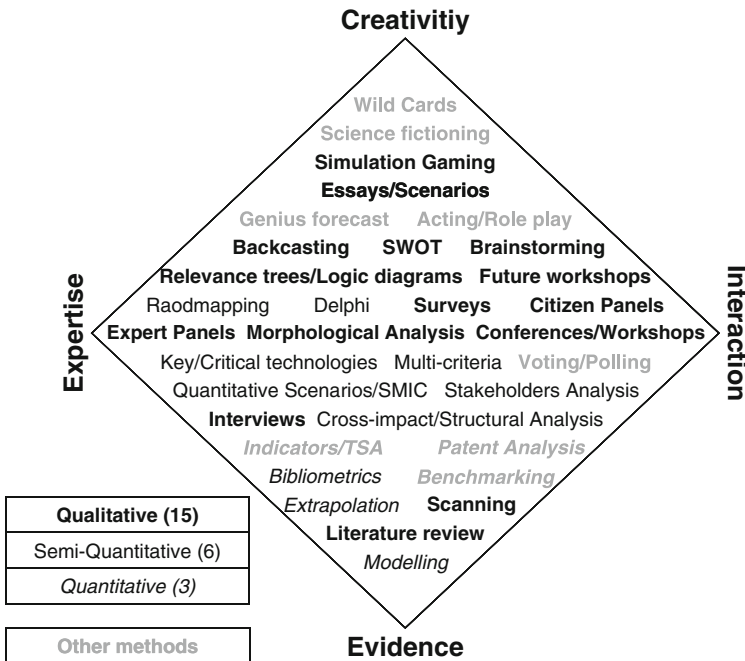 Creativitiy
Wild Cards
Science fictioning
Simulation Gaming
Essays/Scenarios
Genius forecast Acting/Role play
Backcasting SWOT Brainstorming
Relevance trees/Logic diagrams Future workshops
Raodmapping Delphi Surveys Citizen Panels
Expert Panels Morphological Analysis Conferences/Workshops
Key/Critical technologies Multi-criteria Voting/Polling
Quantitative Scenarios/SMIC Stakeholders Analysis
Interviews Cross-impact/Structural Analysis
Indicators/TSA Patent Analysis
Bibliometrics Benchmarking
Extrapolation Scanning
Literature review
Modelling
Expertise
Interaction
Evidence
Qualitative (15)
Semi-Quantitative (6)
Quantitative (3)
Other methods